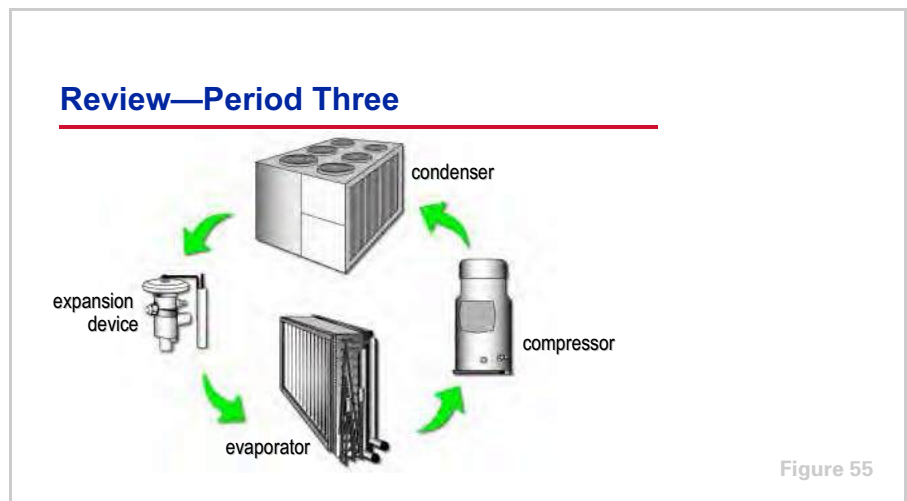 Review—Period Three
condenser
expansion
device
compressor
evaporator
Figure 55